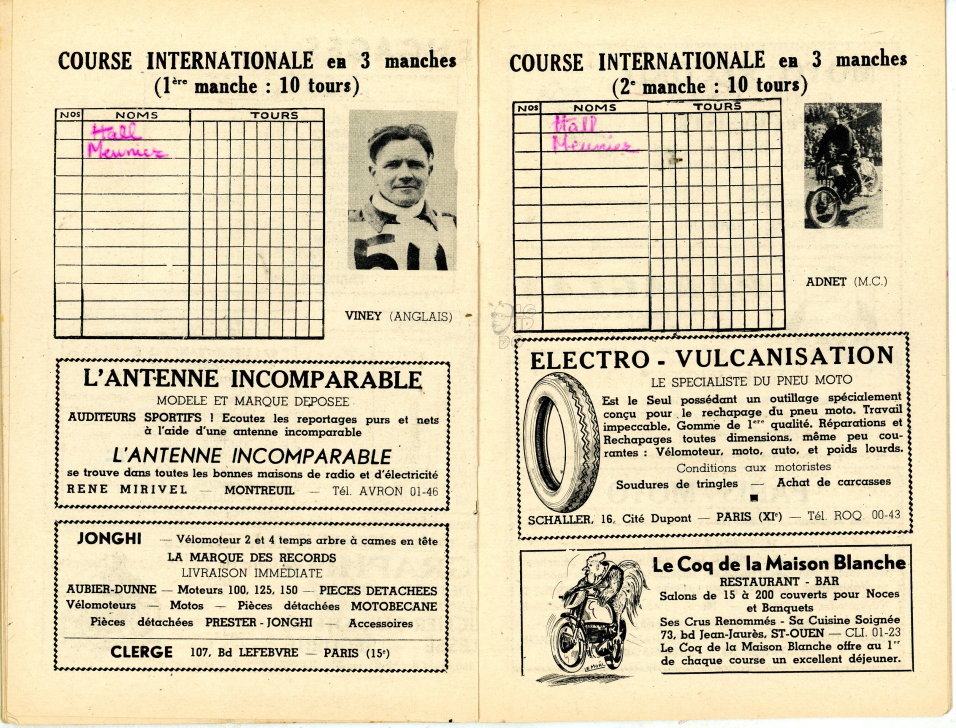 COURSE INTERNATIONALE en 3 manches
(1ère manche : 10 tours)
Nos NOMS TOURS
Hall
Meunier
VINEY (ANGLAIS)
L'ANTENNE INCOMPARABLE
MODELE ET MARQUE DEPOSEE
AUDITEURS SPORTIFS ! Ecoutez les reportages purs et nets
à l'aide d'une antenne incomparable
L'ANTENNE INCOMPARABLE
se trouve dans toutes les bonnes maisons de radio et d'électricité
RENE MIRIVEL — MONTREUIL — Tél. AVRON 01-46
JONGHI — Vélomoteur 2 et 4 temps arbre à cames en tête
LA MARQUE DES RECORDS
LIVRAISON IMMÉDIATE
AUBIER-DUNNE — Moteurs 100, 125, 150 — PIECES DETACHEES
Vélomoteurs — Motos — Pièces détachées MOTOBECANE
Pièces détachées PRESTER - JONGHI — Accessoires
CLERGE 107, Bd LEFEBVRE — PARIS (15e)
COURSE INTERNATIONALE en 3 manches
(2e manche : 10 tours)
Nos NOMS TOURS
Hall
Meunier
ADNET (M.C.)
ELECTRO - VULCANISATION
LE SPECIALISTE DU PNEU MOTO
Est le Seul possédant un outillage spécialement
conçu pour le rechapage du pneu moto. Travail
impeccable. Gomme de 1ere qualité. Réparations et
Rechapages toutes dimensions, même peu cou-
rantes : Vélomoteur, moto, auto, et poids lourds.
Conditions aux motoristes
Soudures de tringles — Achat de carcasses
SCHALLER, 16, Cité Dupont — PARIS (XIe) — Tél. ROQ. 00-43
Le Coq de la Maison Blanche
RESTAURANT - BAR
Salons de 15 à 200 couverts pour Noces
et Banquets
Ses Crus Renommés - Sa Cuisine Soignée
73, bd Jean-Jaurès, ST-OUEN — CLI. 01-23
Le Coq de la Maison Blanche offre au 1er
de chaque course un excellent déjeuner.